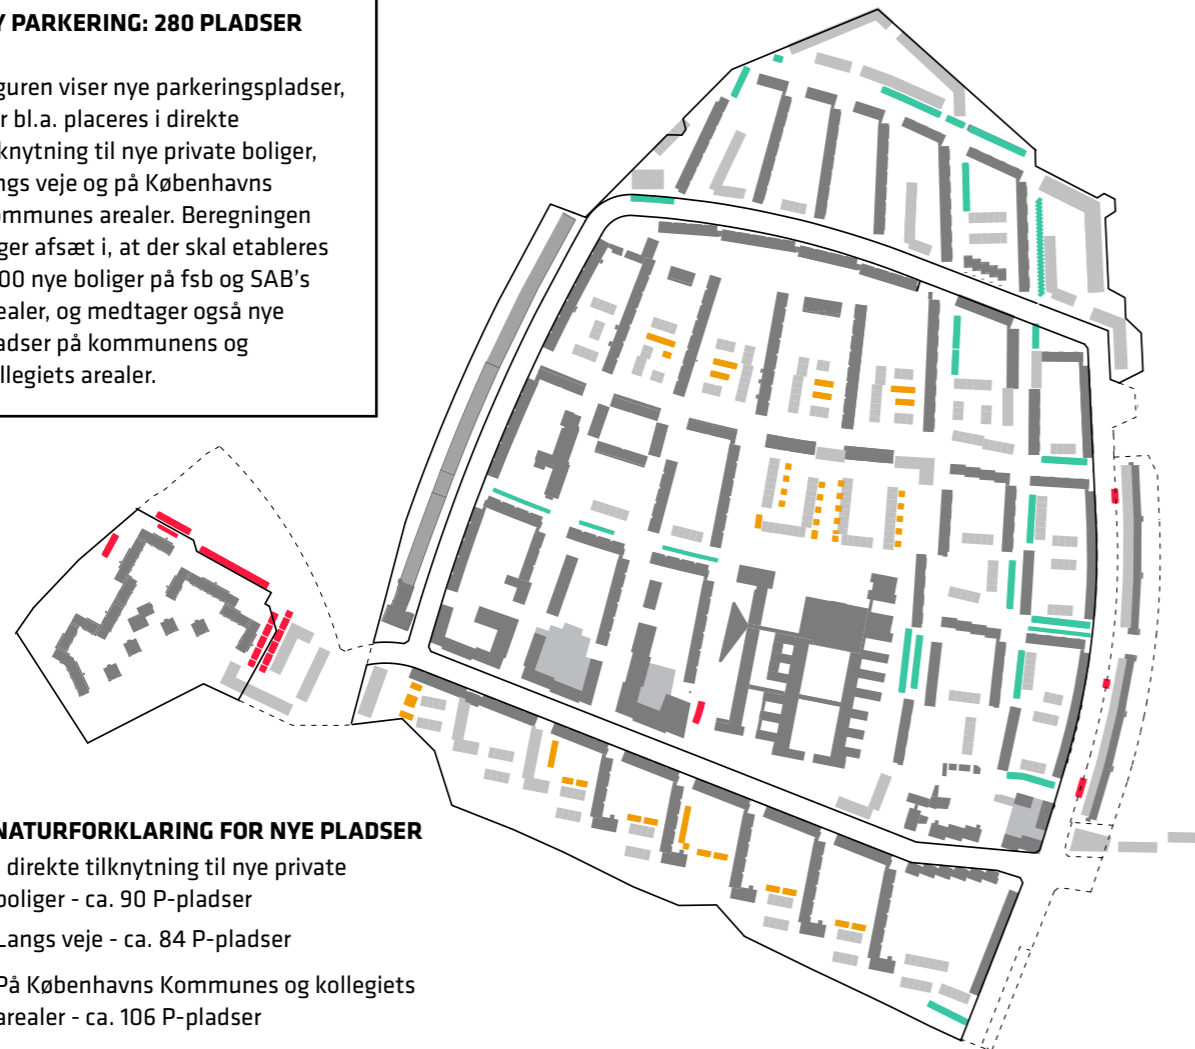 Y PARKERING: 280 PLADSER
guren viser nye parkeringspladser,
r bl.a. placeres i direkte
knytning til nye private boliger,
ngs veje og på Københavns
ommunes arealer. Beregningen
ger afsæt i, at der skal etableres
00 nye boliger på fsb og SAB's
ealer, og medtager også nye
adser på kommunens og
llegiets arealer.
NATURFORKLARING FOR NYE PLADSER
direkte tilknytning til nye private
boliger - ca. 90 P-pladser
Langs veje - ca. 84 P-pladser
På Københavns Kommunes og kollegiets
arealer - ca. 106 P-pladser